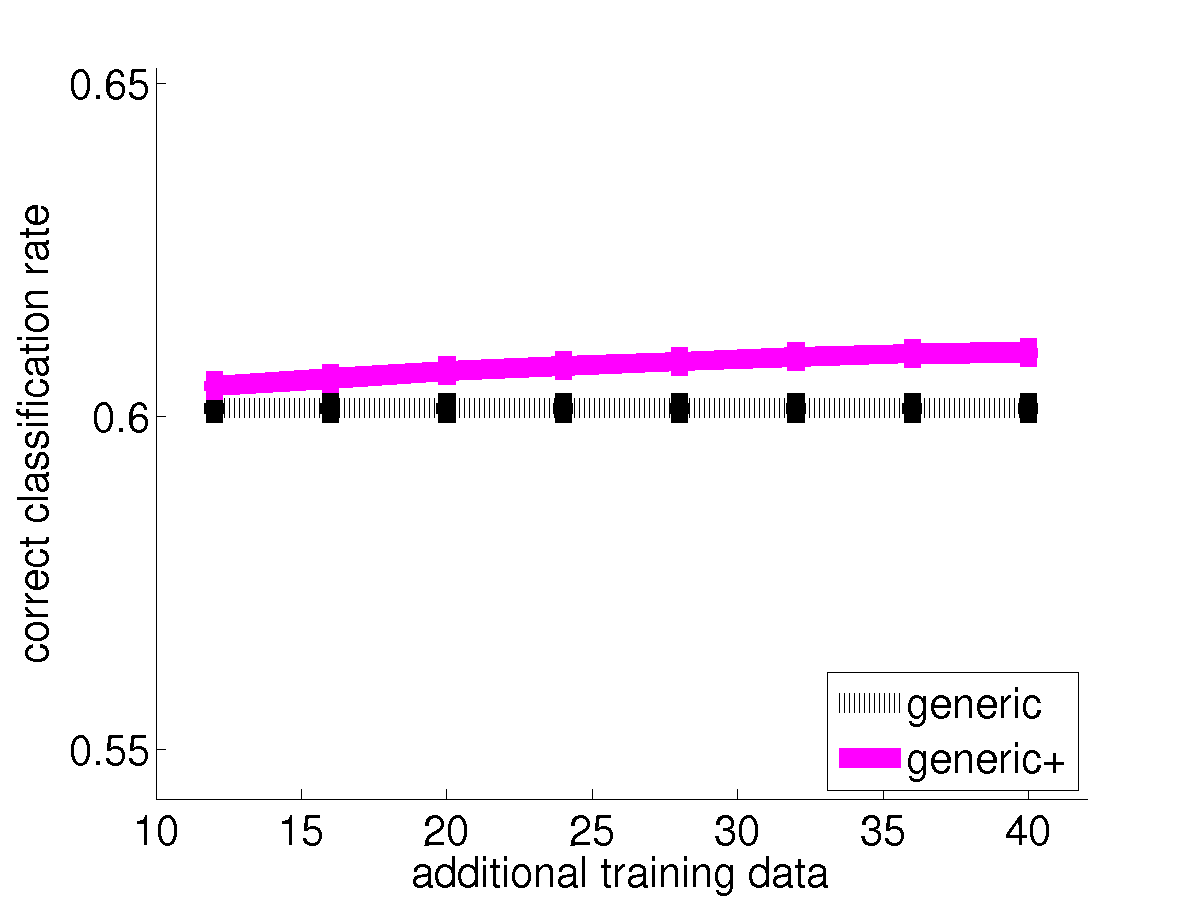 0.65
0.6
0.55
correct classification rate
10 15 20 25 30 35 40
additional training data
generic
generic+